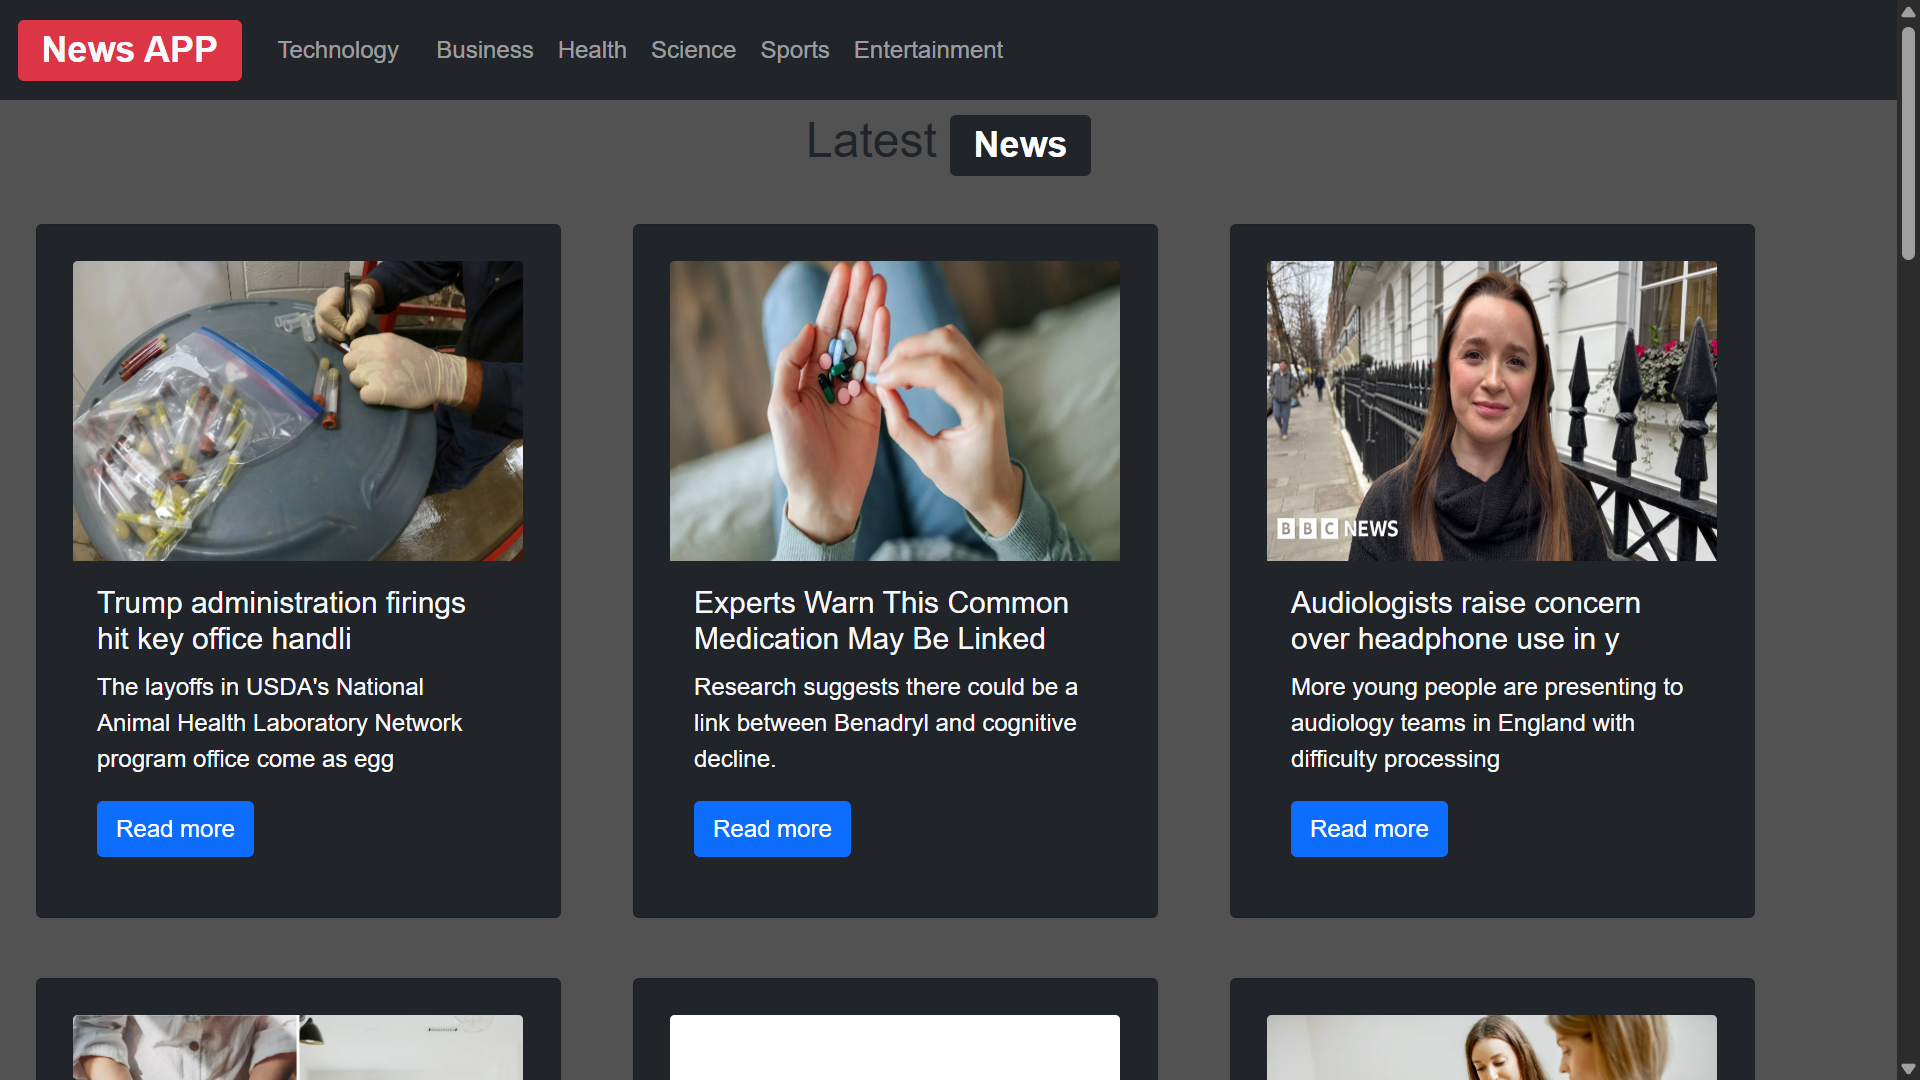 News APP
Technology Business Health Science Sports Entertainment
Latest News
Trump administration firings
hit key office handli
The layoffs in USDA's National
Animal Health Laboratory Network
program office come as egg
Read more
Experts Warn This Common
Medication May Be Linked
Research suggests there could be a
link between Benadryl and cognitive
decline.
Read more
BBC NEWS
Audiologists raise concern
over headphone use in y
More young people are presenting to
audiology teams in England with
difficulty processing
Read more